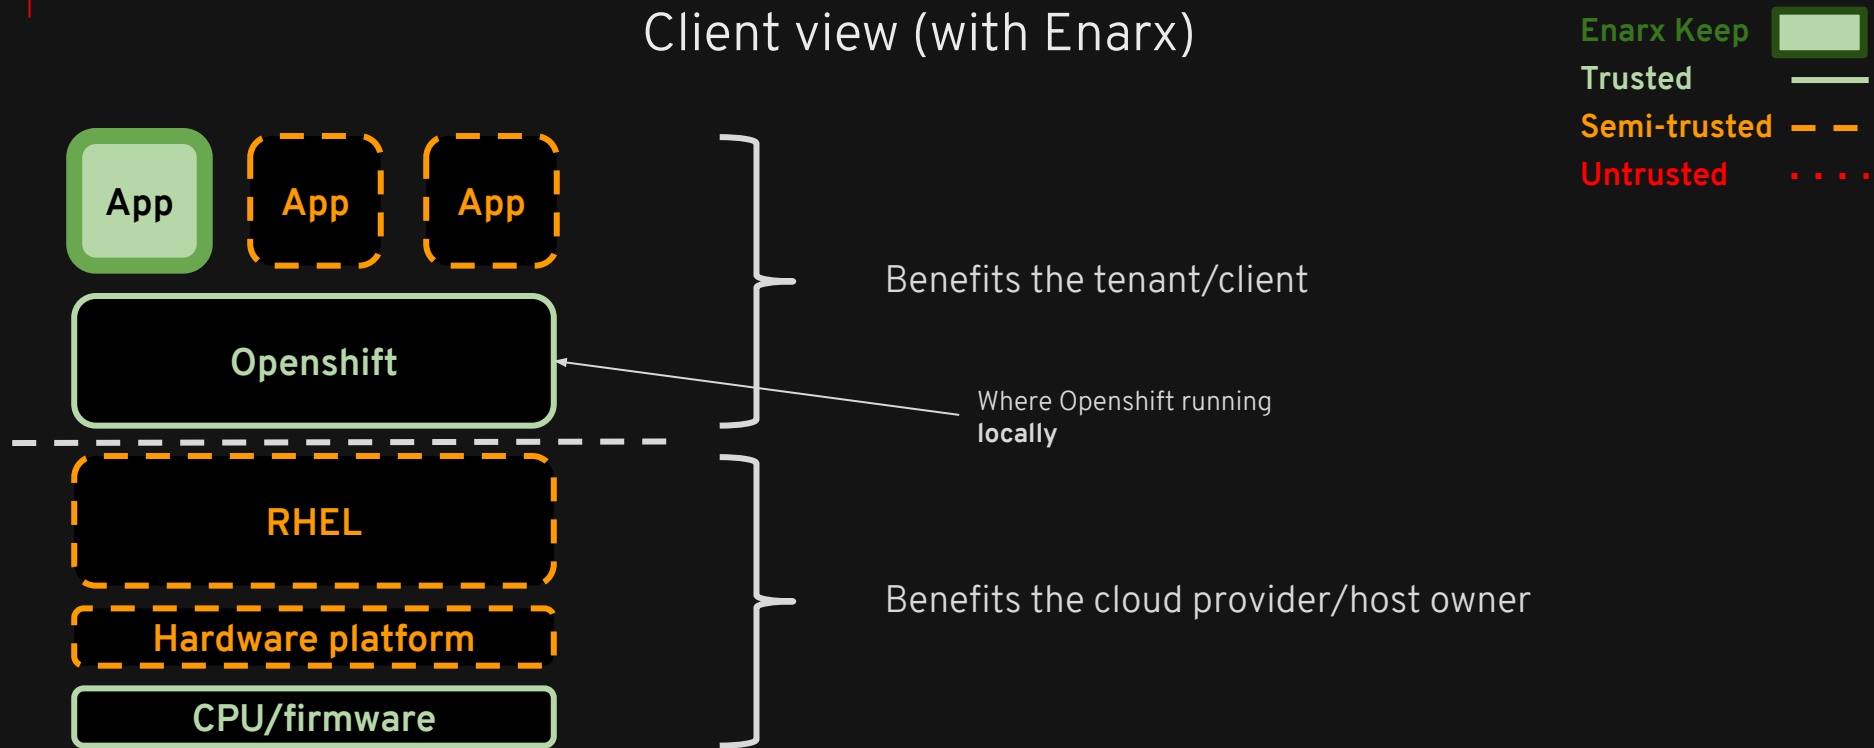 Client view (with Enarx)
Enarx Keep
Trusted
Semi-trusted
Untrusted
App
App
App
Benefits the tenant/client
Openshift
Where Openshift running
locally
RHEL
Benefits the cloud provider/host owner
Hardware platform
CPU/firmware